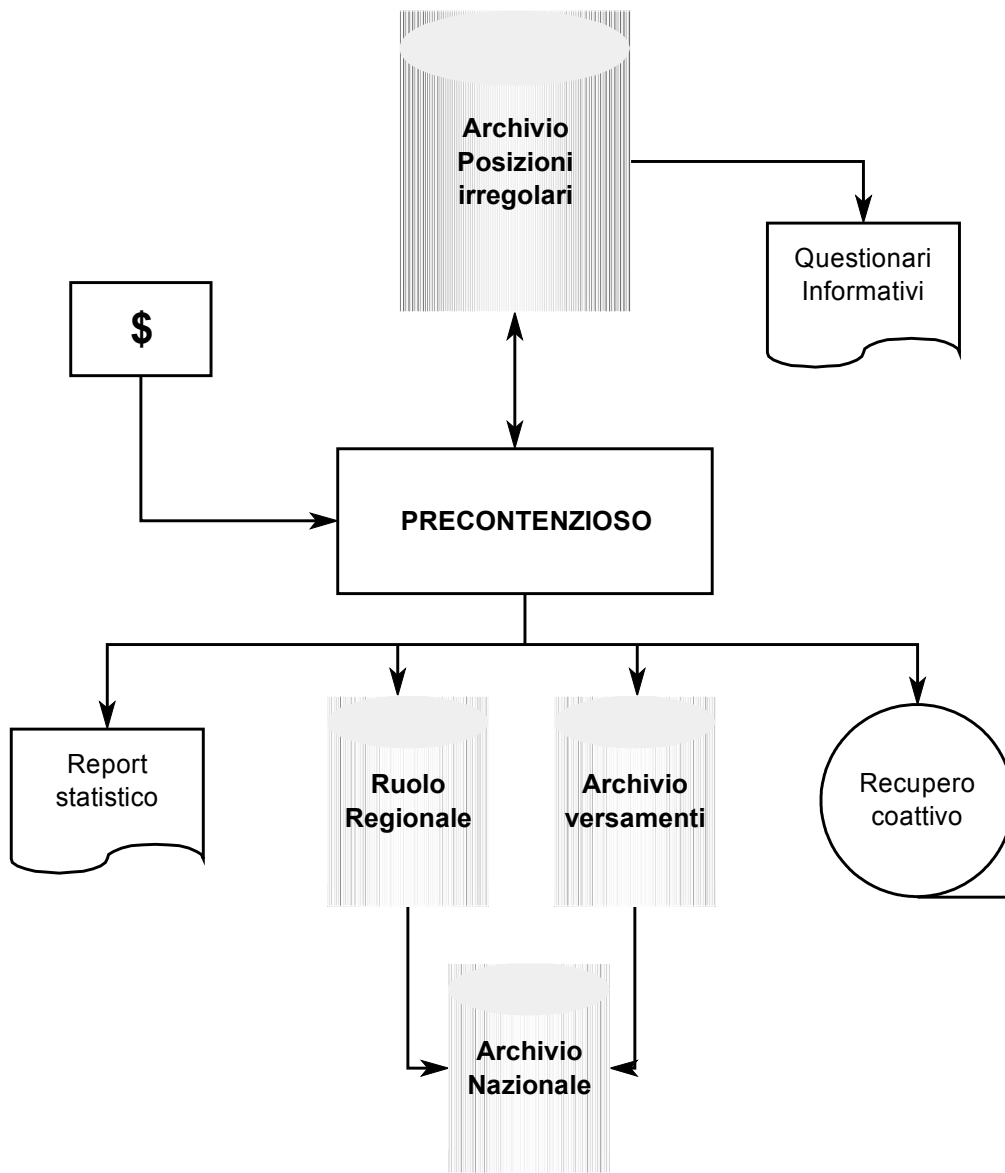 Archivio
Posizioni
irregolari
Questionari
Informativi
$
PRECONTENZIOSO
Report
statistico
Ruolo
Regionale
Archivio
versamenti
Recupero
coattivo
Archivio
Nazionale